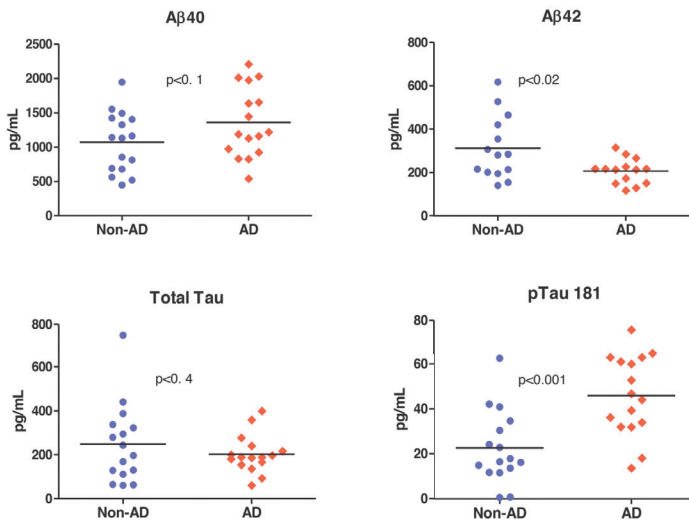 Aβ40
2500
2000
1500
1000
500
0
pg/mL
p<0. 1
Non-AD
AD
Aβ42
800
600
400
200
0
pg/mL
p<0.02
Non-AD
AD
Total Tau
800
600
400
200
0
pg/mL
p<0. 4
Non-AD
AD
pTau 181
80
60
40
20
0
pg/mL
p<0.001
Non-AD
AD